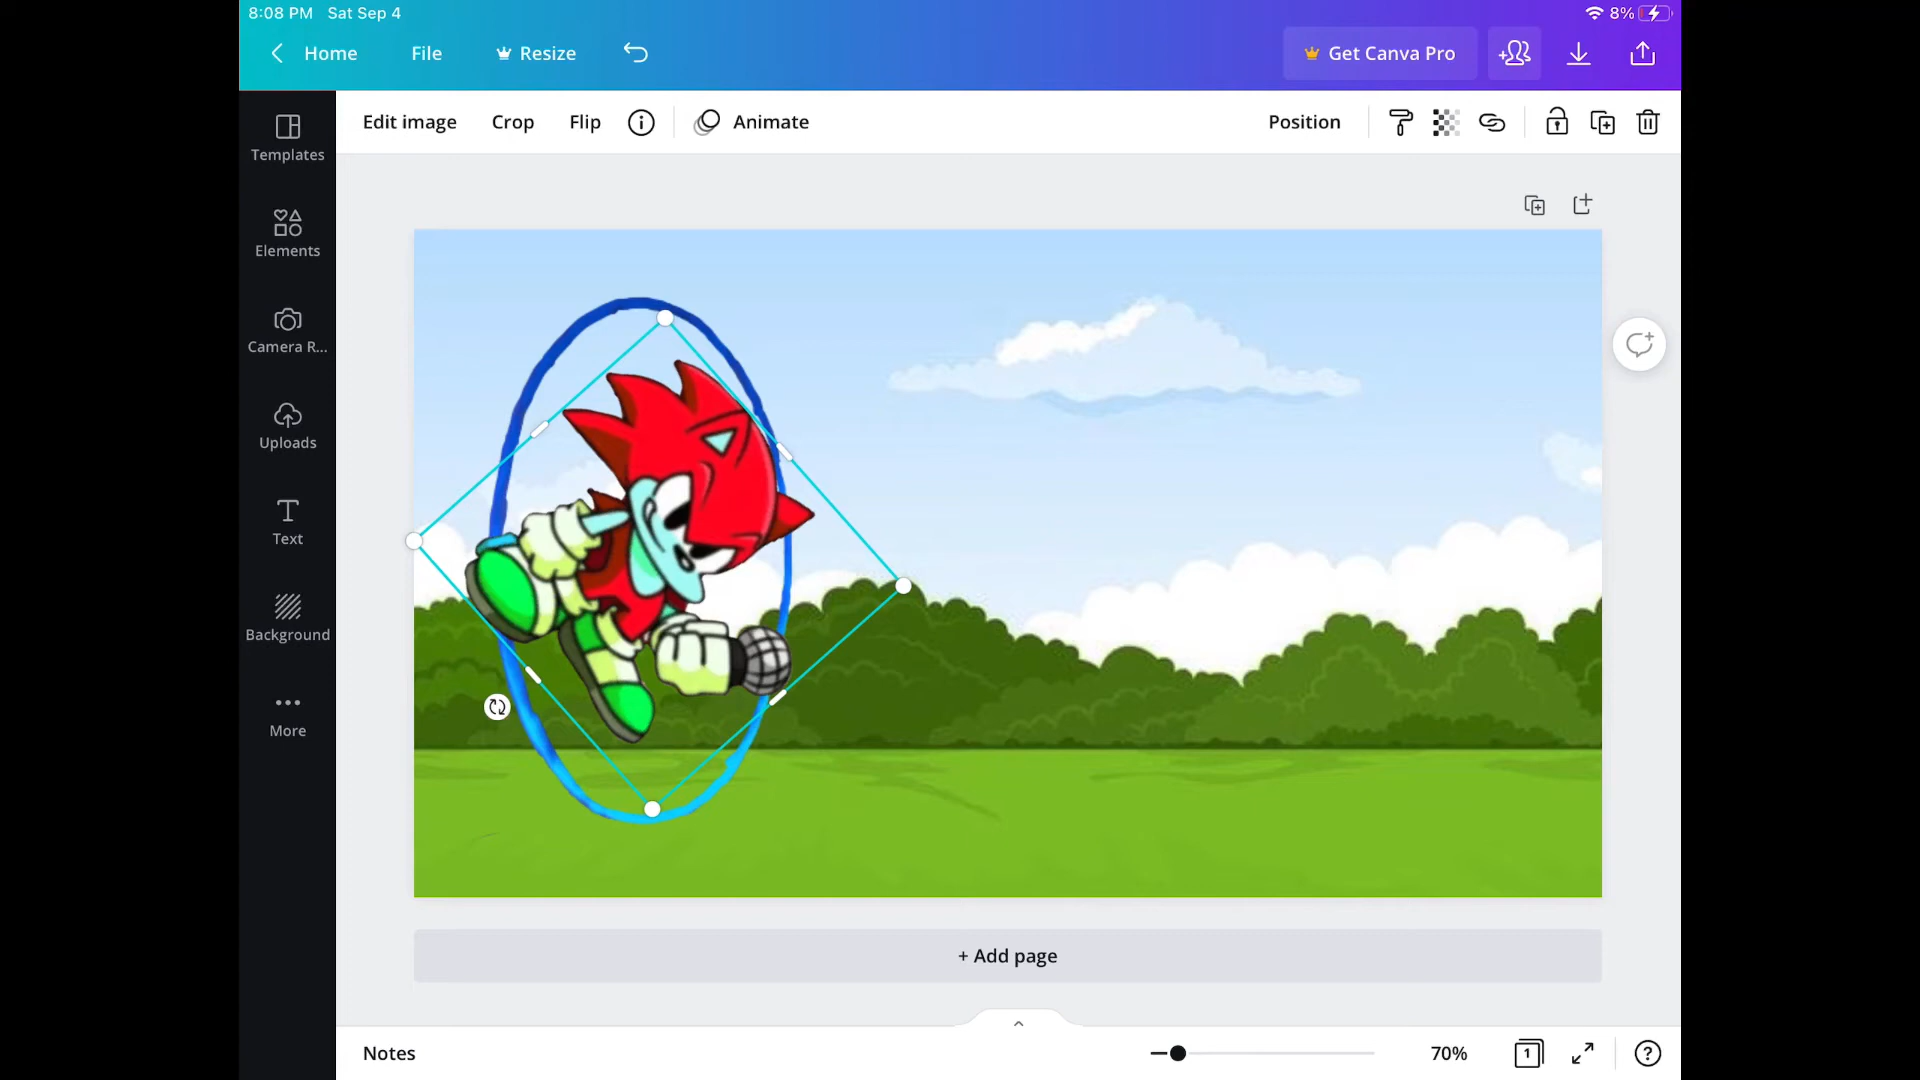 8:08 PM Sat Sep 4
8%
Home File Resize
Get Canva Pro
Edit image Crop Flip Animate
Position
Templates
Elements
Camera R...
Uploads
Text
Background
More
+ Add page
Notes
70%
1